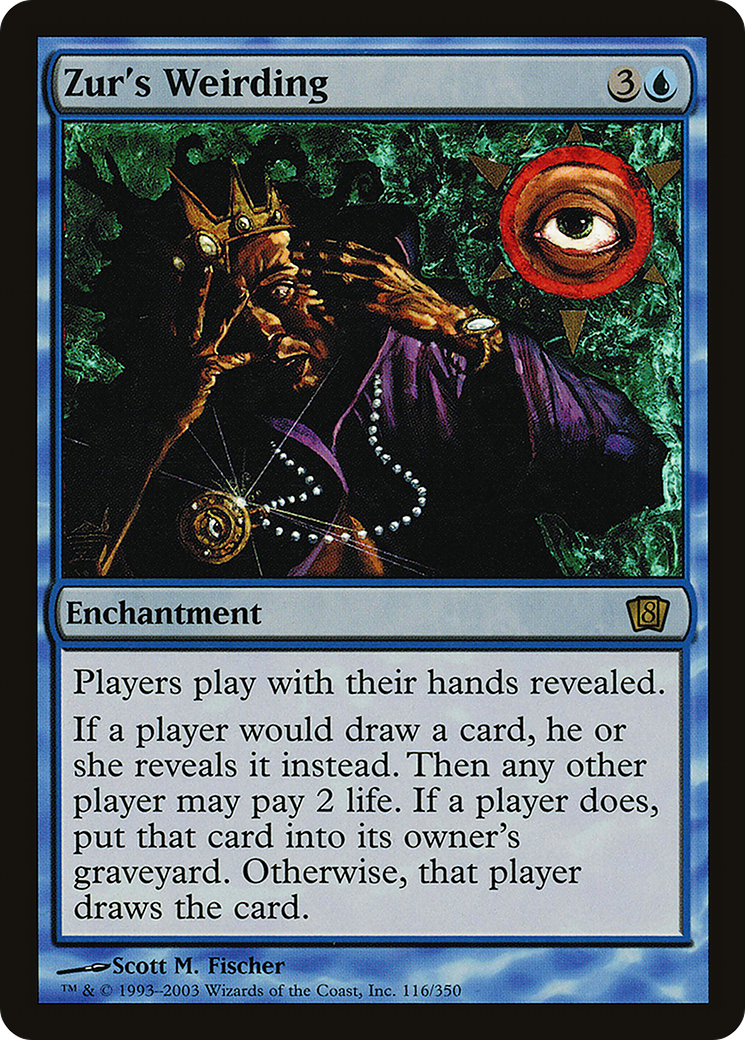 Zur's Weirding 3
Enchantment 8
Players play with their hands revealed.
If a player would draw a card, he or
she reveals it instead. Then any other
player may pay 2 life. If a player does,
put that card into its owner's
graveyard. Otherwise, that player
draws the card.
Scott M. Fischer
™ & © 1993–2003 Wizards of the Coast, Inc. 116/350